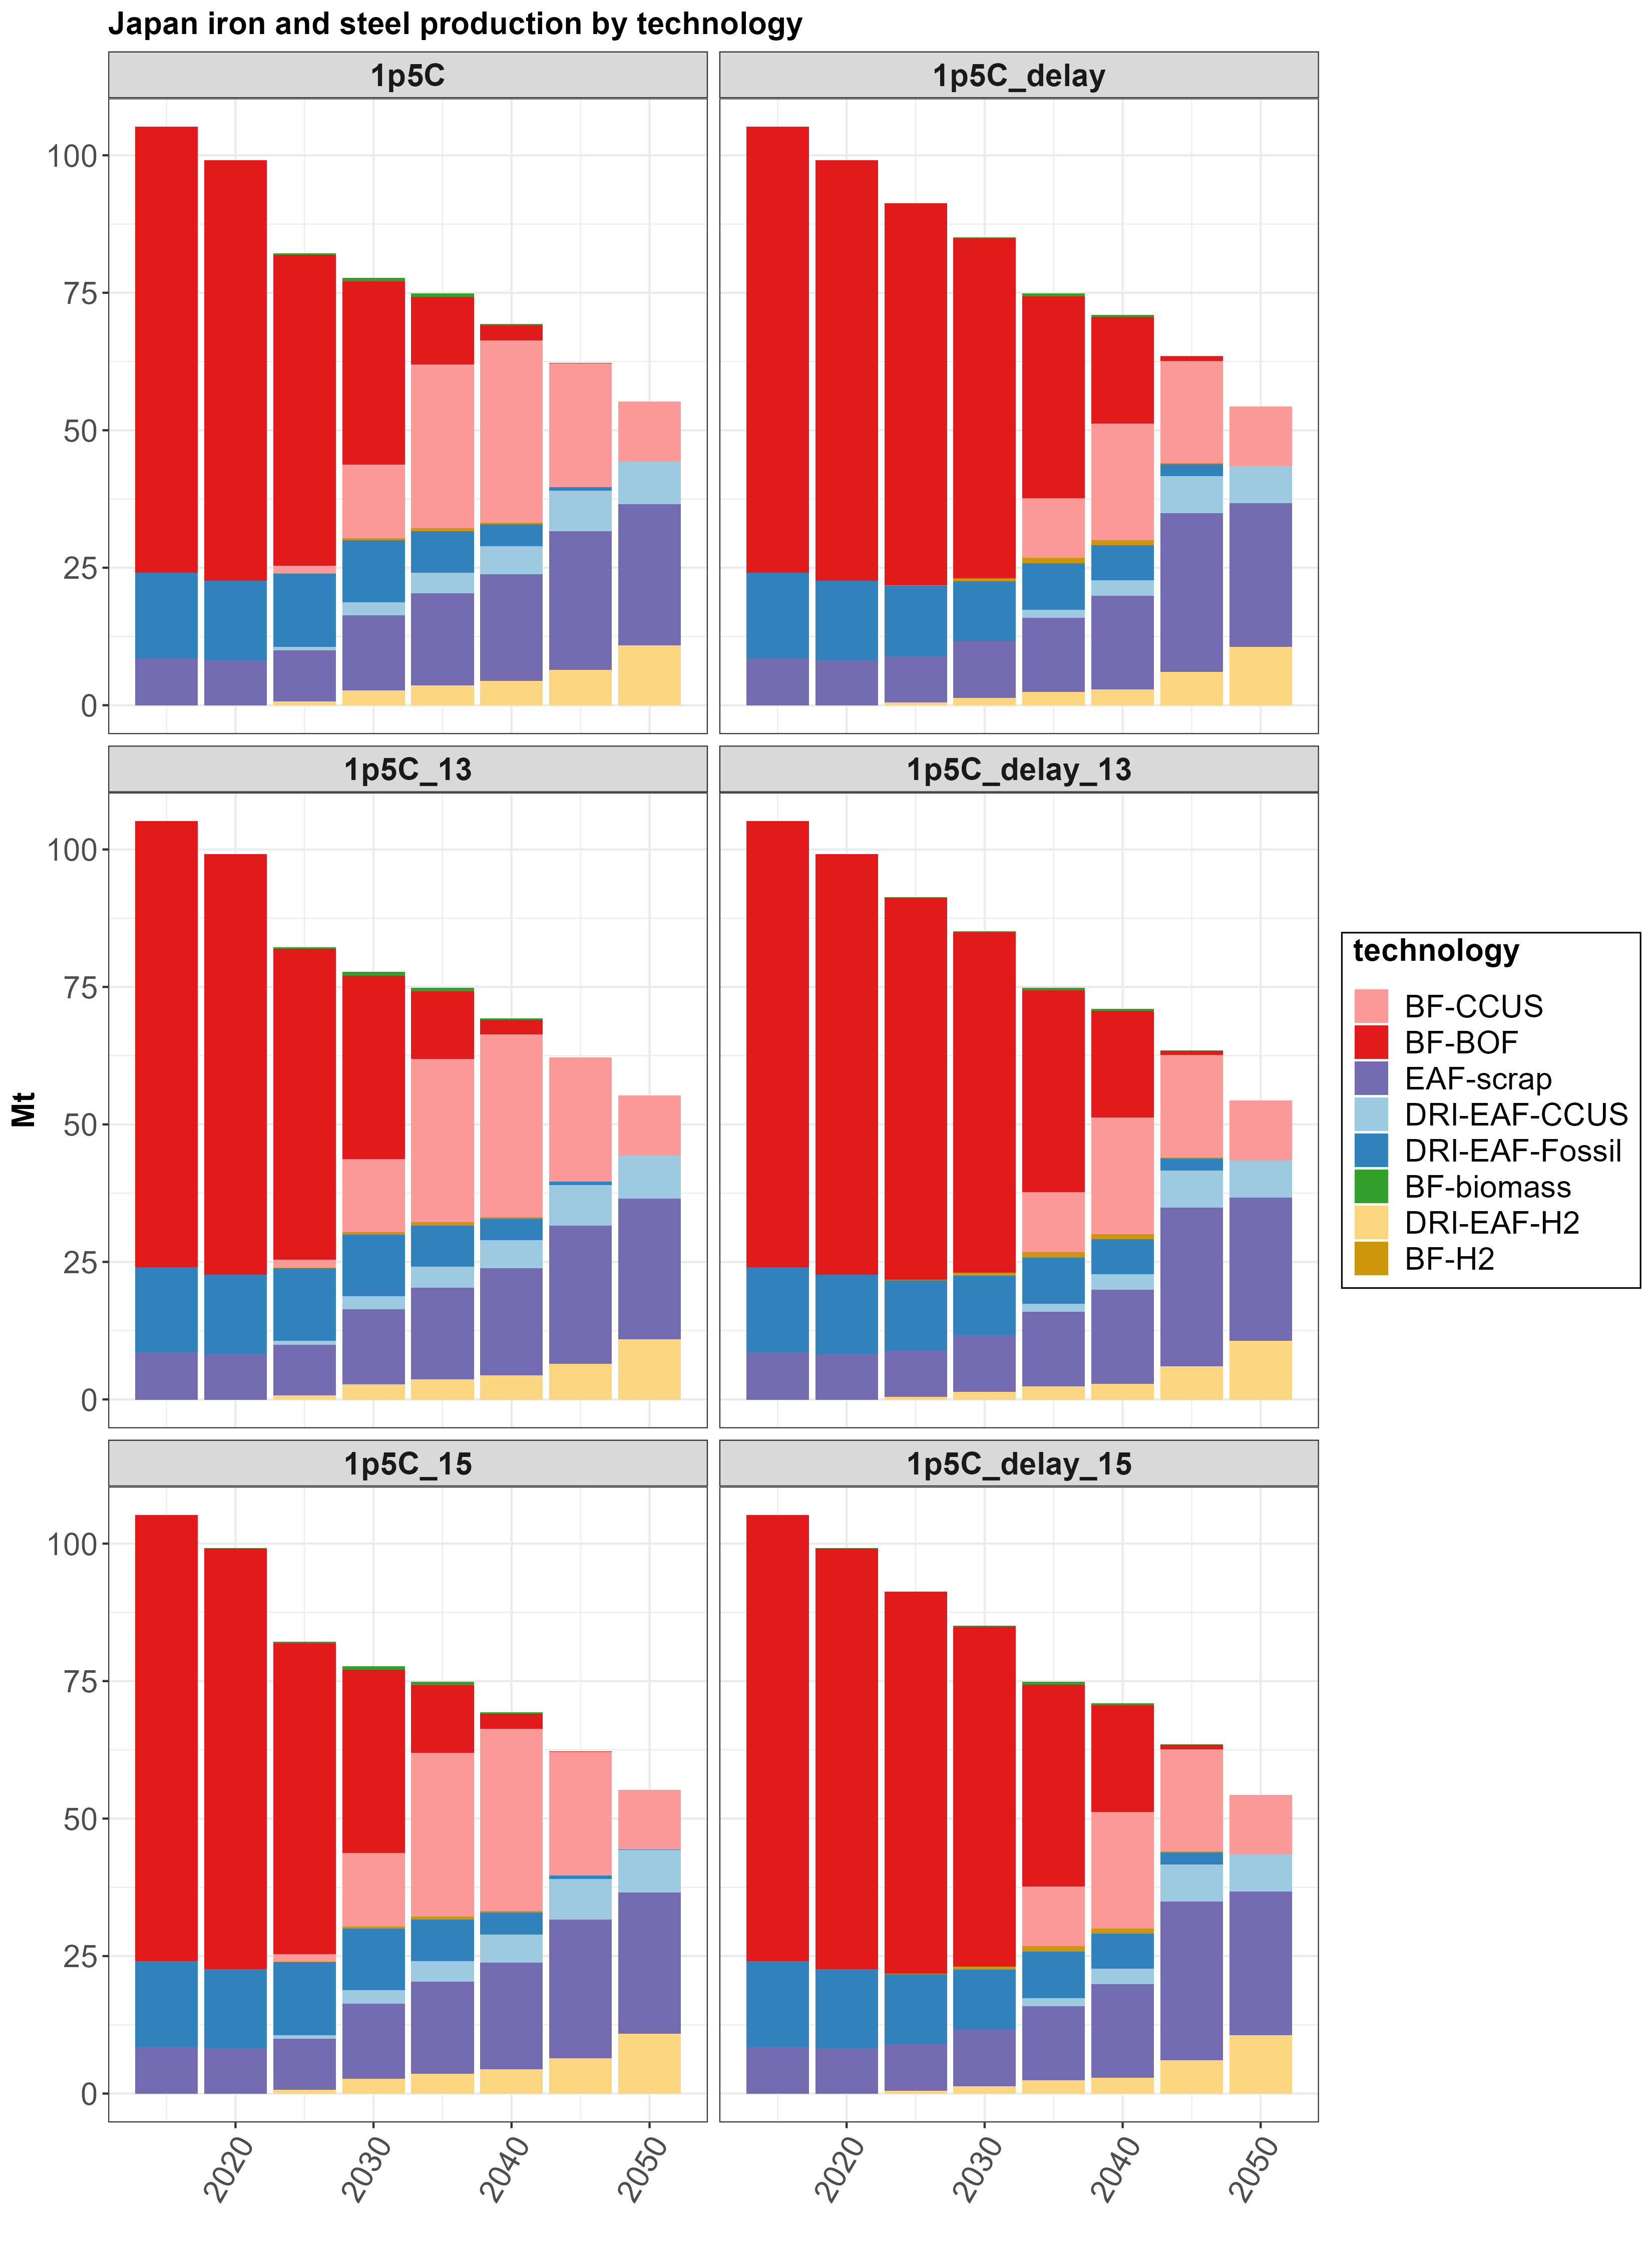 Japan iron and steel production by technology
1p5C
1p5C_delay
100
75
50
25
0
1p5C_13
1p5C_delay_13
100
75
50
25
0
Mt
1p5C_15
1p5C_delay_15
100
75
50
25
0
2020
2030
2040
2050
2020
2030
2040
2050
technology
BF-CCUS
BF-BOF
EAF-scrap
DRI-EAF-CCUS
DRI-EAF-Fossil
BF-biomass
DRI-EAF-H2
BF-H2